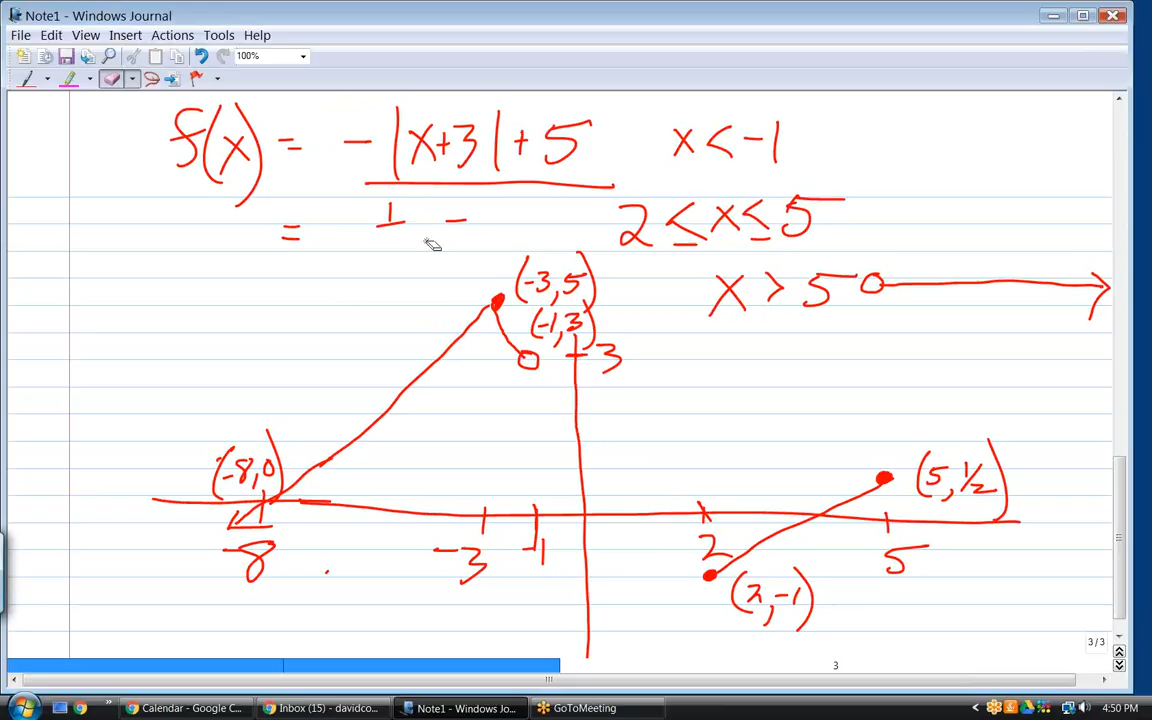 Note1 - Windows Journal
File Edit View Insert Actions Tools Help
100%
f(x) = -|x+3| + 5 x < -1
= 1 - 2 ≤ x ≤ 5
x > 5
(-3,5)
(-1,3)
3
(-8,0)
(5, 1/2)
-8 -3 -1 2 5
(2,-1)
3/3
3
Calendar - Google C... Inbox (15) - davidco... Note1 - Windows Jo... GoToMeeting 4:50 PM